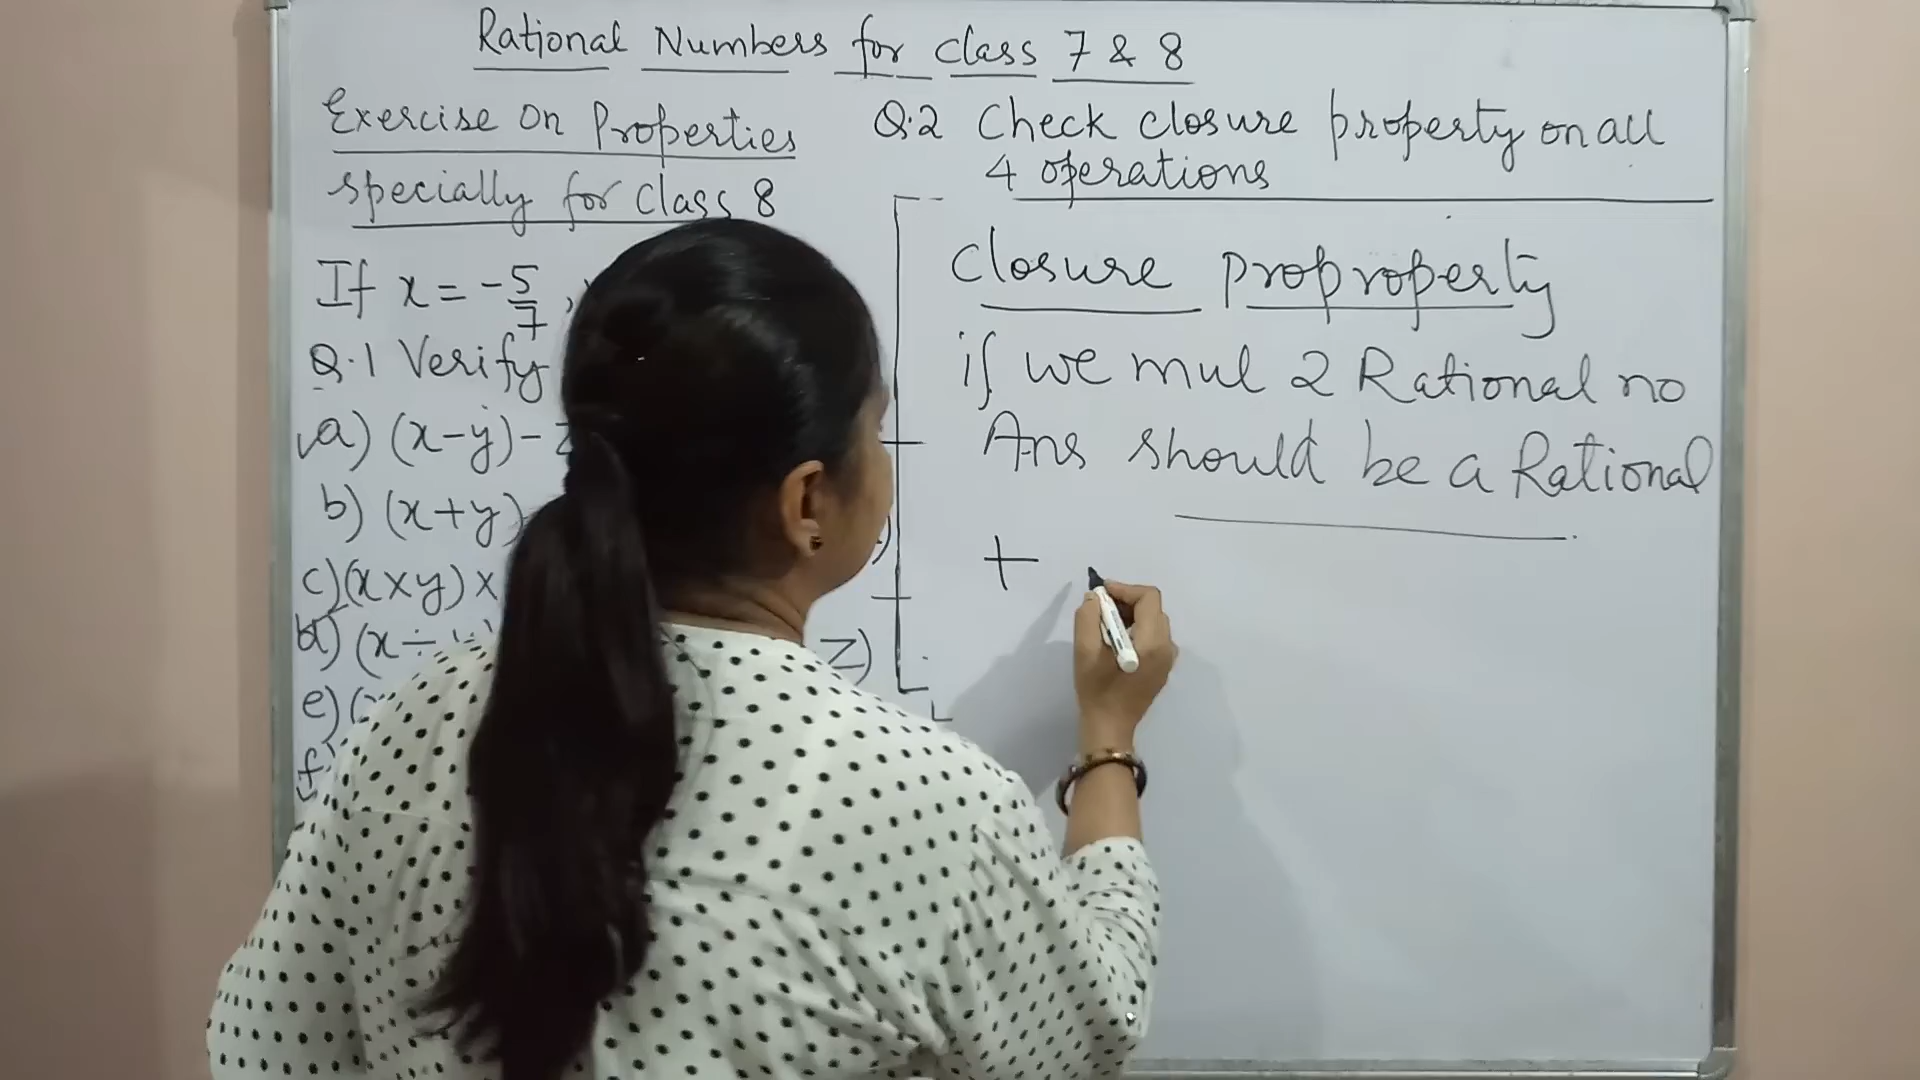 Rational Numbers for class 7 & 8
Exercise on Properties
specially for class 8
If x = -5/7 ,
Q.1 Verify
a) (x-y)-
b) (x+y)
c) (x×y)×
d) (x÷
z)
e) (
f)
Q.2 Check closure property on all
4 operations
Closure proproperty
if we mul 2 Rational no
Ans should be a Rational
+